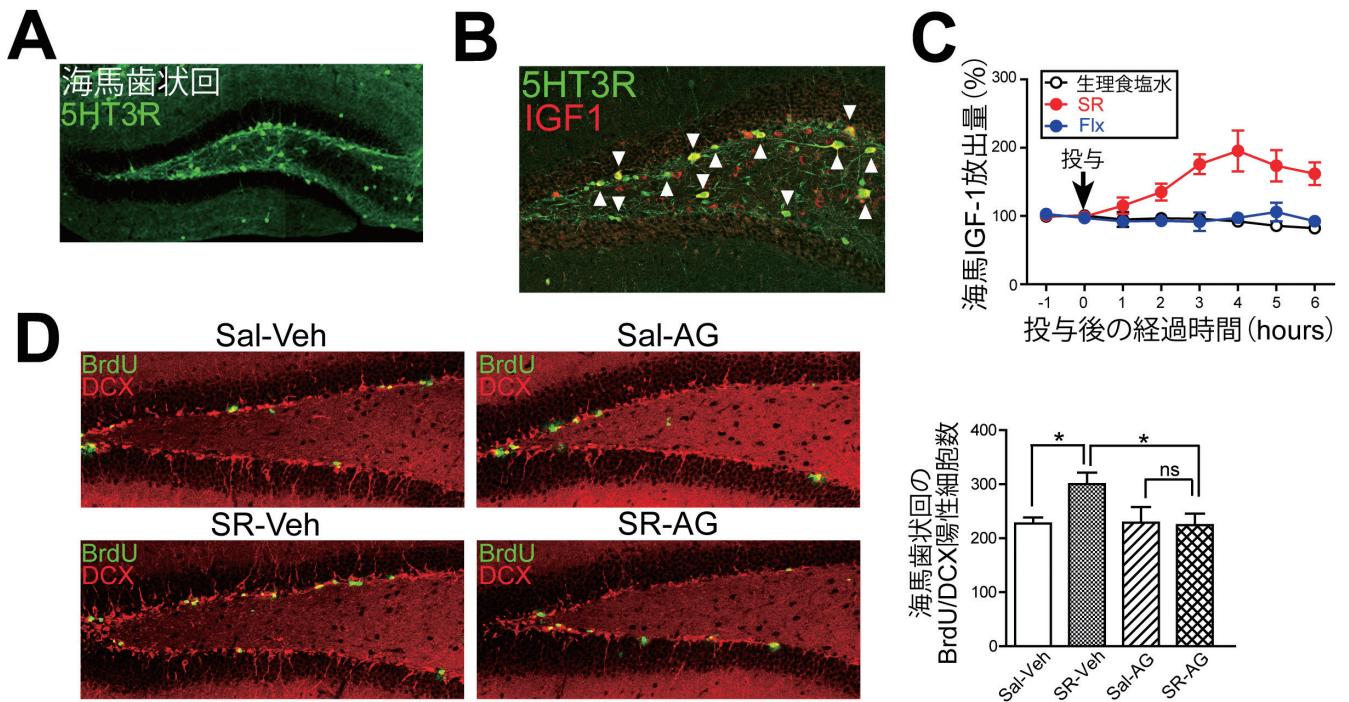 A
海馬歯状回
5HT3R
B
5HT3R
IGF1
C
海馬IGF-1放出量(%)
300
200
100
0
生理食塩水
SR
Flx
投与
-1 0 1 2 3 4 5 6
投与後の経過時間(hours)
D
Sal-Veh
BrdU
DCX
Sal-AG
BrdU
DCX
SR-Veh
BrdU
DCX
SR-AG
BrdU
DCX
海馬歯状回の
BrdU/DCX陽性細胞数
400
300
200
100
0
*
*
ns
Sal-Veh
SR-Veh
Sal-AG
SR-AG